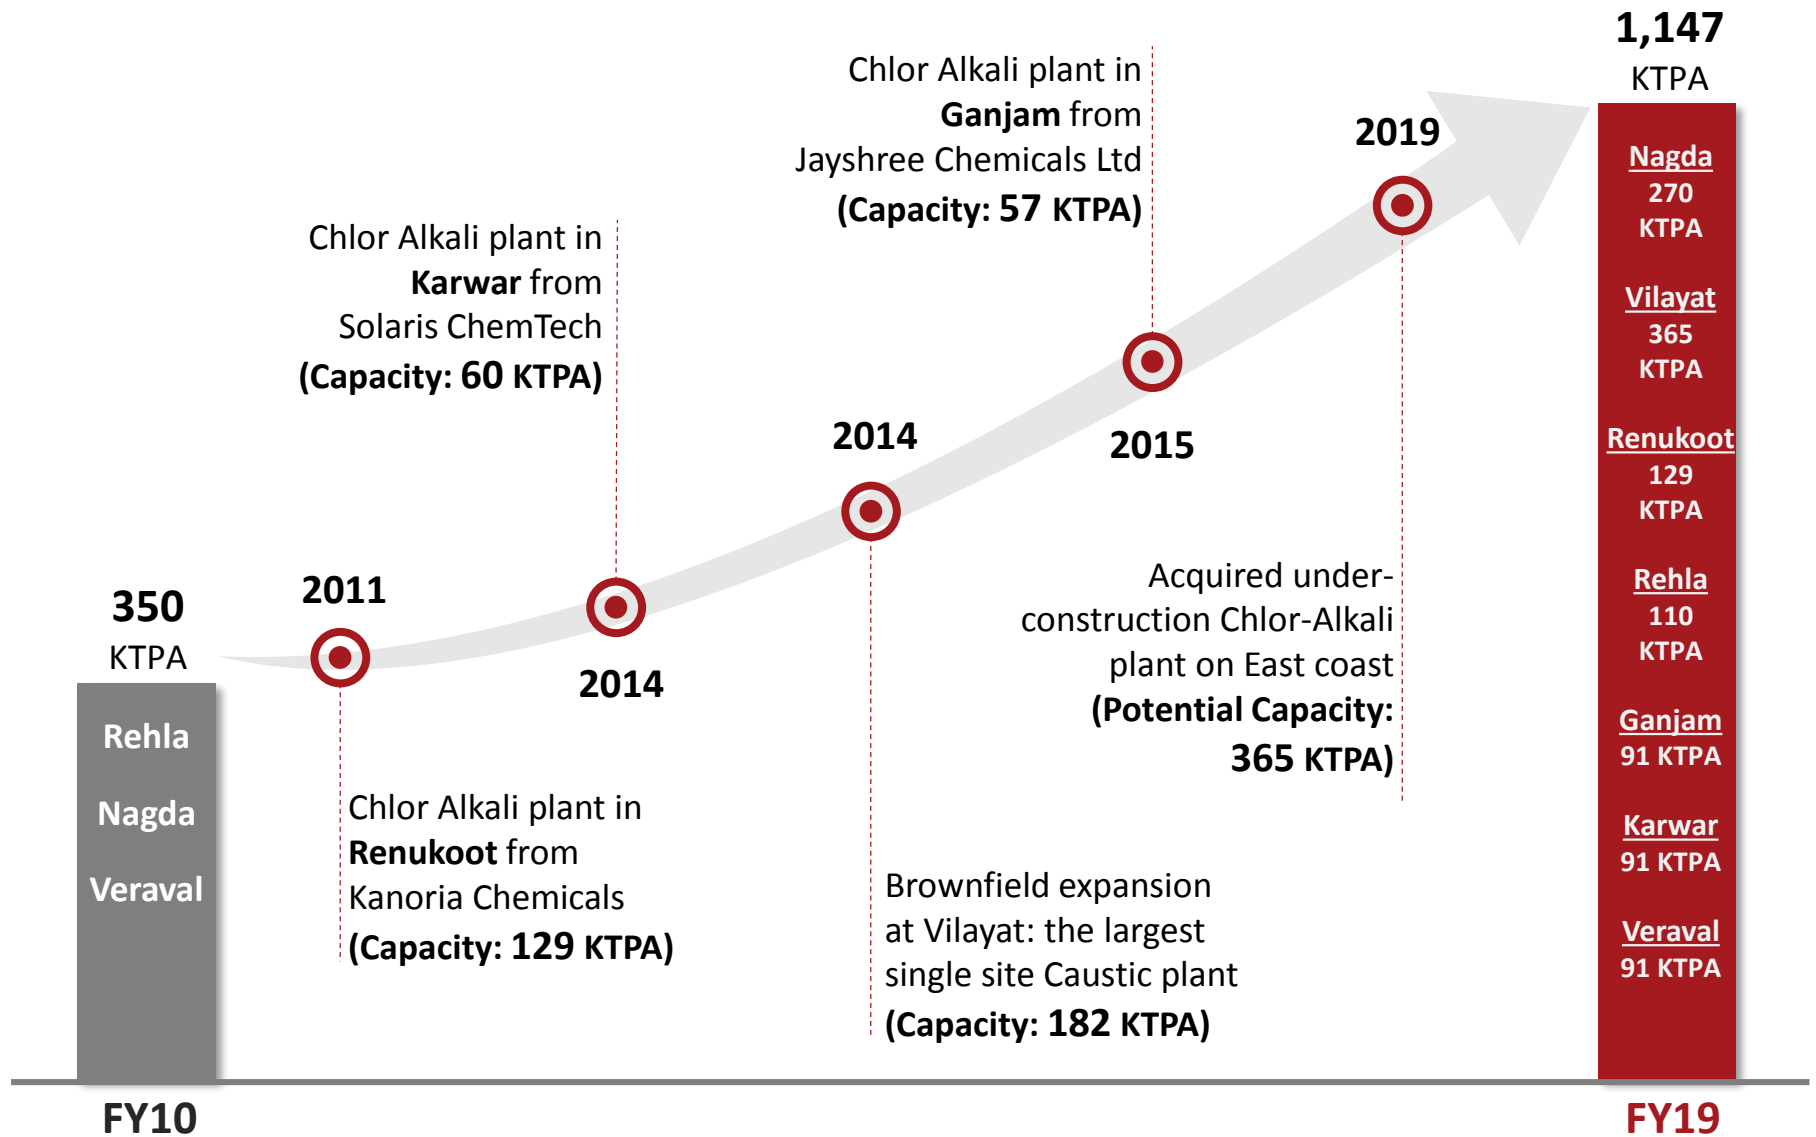 350
KTPA
Rehla
Nagda
Veraval
FY10
2011
Chlor Alkali plant in
Renukoot from
Kanoria Chemicals
(Capacity: 129 KTPA)
Chlor Alkali plant in
Karwar from
Solaris ChemTech
(Capacity: 60 KTPA)
2014
2014
Brownfield expansion
at Vilayat: the largest
single site Caustic plant
(Capacity: 182 KTPA)
Chlor Alkali plant in
Ganjam from
Jayshree Chemicals Ltd
(Capacity: 57 KTPA)
2015
2019
Acquired under-
construction Chlor-Alkali
plant on East coast
(Potential Capacity:
365 KTPA)
1,147
KTPA
Nagda
270
KTPA
Vilayat
365
KTPA
Renukoot
129
KTPA
Rehla
110
KTPA
Ganjam
91 KTPA
Karwar
91 KTPA
Veraval
91 KTPA
FY19